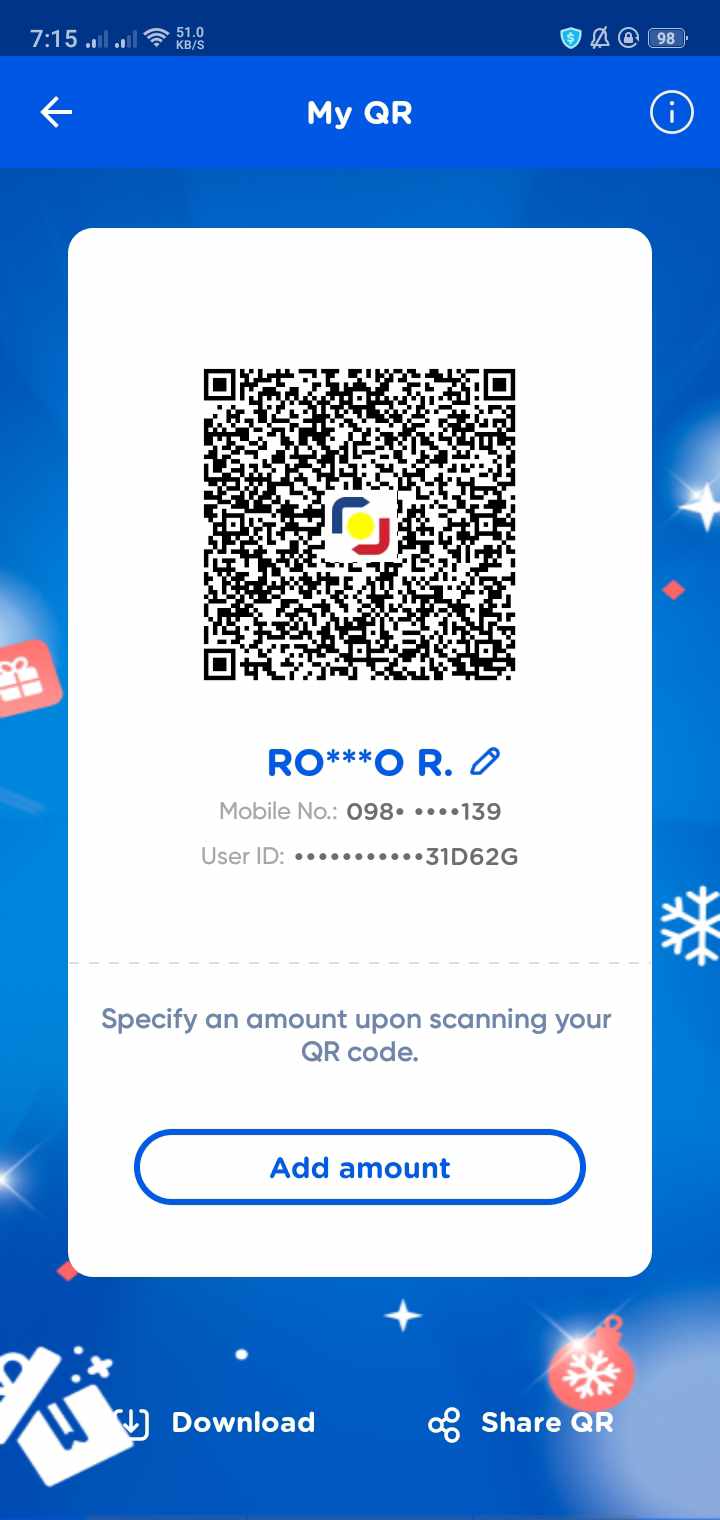 7:15 51.0 KB/S 98
My QR
RO***O R.
Mobile No.: 098• ••••139
User ID: •••••••••••31D62G
Specify an amount upon scanning your
QR code.
Add amount
Download Share QR